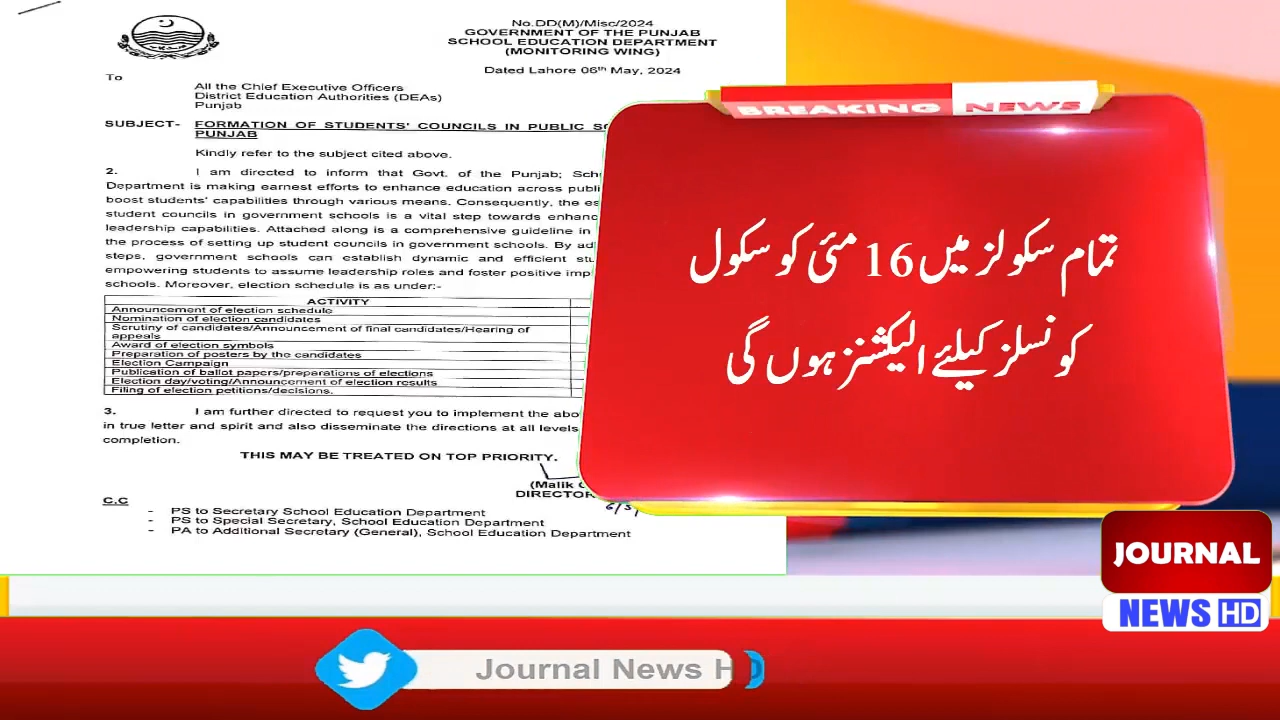 No.DD(M)/Misc/2024
GOVERNMENT OF THE PUNJAB
SCHOOL EDUCATION DEPARTMENT
(MONITORING WING)
Dated Lahore 06th May, 2024
To
All the Chief Executive Officers
District Education Authorities (DEAs)
Punjab
SUBJECT- FORMATION OF STUDENTS' COUNCILS IN PUBLIC
PUNJAB
Kindly refer to the subject cited above.
2. I am directed to inform that Govt. of the Punjab;
Department is making earnest efforts to enhance education across
boost students' capabilities through various means. Consequently, the
student councils in government schools is a vital step towards
leadership capabilities. Attached along is a comprehensive guideline in
the process of setting up student councils in government schools. By
steps, government schools can establish dynamic and efficient
empowering students to assume leadership roles and foster positive
schools. Moreover, election schedule is as under:-
ACTIVITY
Announcement of election schedule
Nomination of election candidates
Scrutiny of candidates/Announcement of final candidates/Hearing of
appeals
Award of election symbols
Preparation of posters by the candidates
Election Campaign
Publication of ballot papers/preparations of elections
Election day/voting/Announcement of election results
Filing of election petitions/decisions.
3. I am further directed to request you to implement the
in true letter and spirit and also disseminate the directions at all levels
completion.
THIS MAY BE TREATED ON TOP PRIORITY.
(Malik
DIRECTOR
C.C
- PS to Secretary School Education Department
- PS to Special Secretary, School Education Department
- PA to Additional Secretary (General), School Education Department
BREAKING NEWS
تمام سکولز میں 16 مئی کو سکول
کونسلز کیلئے الیکشنز ہوں گی
JOURNAL
NEWS HD
Journal News HD